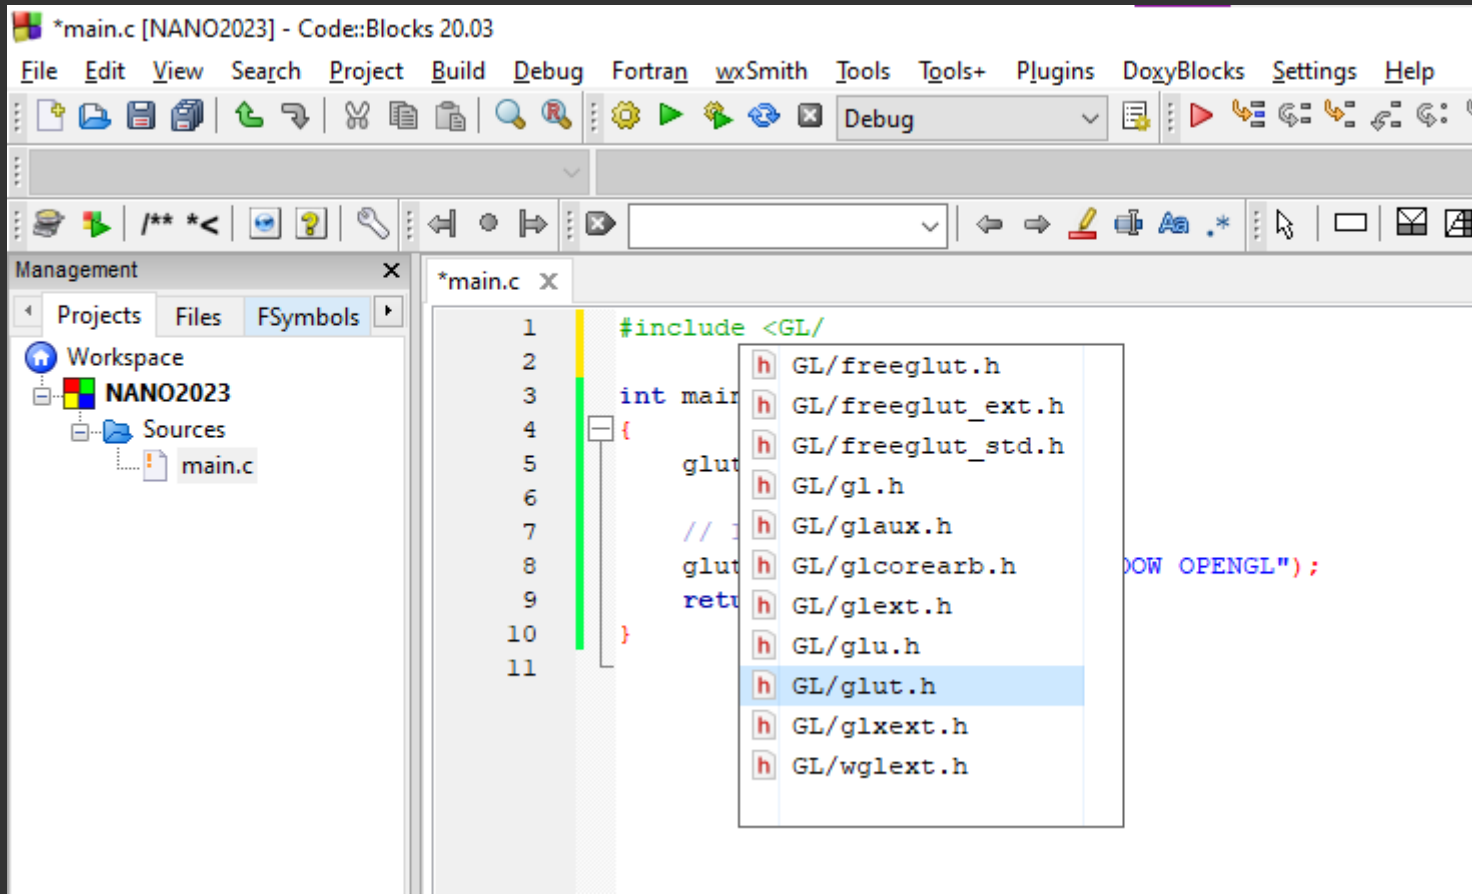 *main.c [NANO2023] - Code::Blocks 20.03
File Edit View Search Project Build Debug Fortran wxSmith Tools Tools+ Plugins DoxyBlocks Settings Help
Debug
/** *<
Aa .*
Management
Projects Files FSymbols
*main.c
Workspace
NANO2023
Sources
main.c
1 #include <GL/
2
3 int main
4 {
5 glut
6
7 //
8 glut DOW OPENGL");
9 retu
10 }
11
h GL/freeglut.h
h GL/freeglut_ext.h
h GL/freeglut_std.h
h GL/gl.h
h GL/glaux.h
h GL/glcorearb.h
h GL/glext.h
h GL/glu.h
h GL/glut.h
h GL/glxext.h
h GL/wglext.h